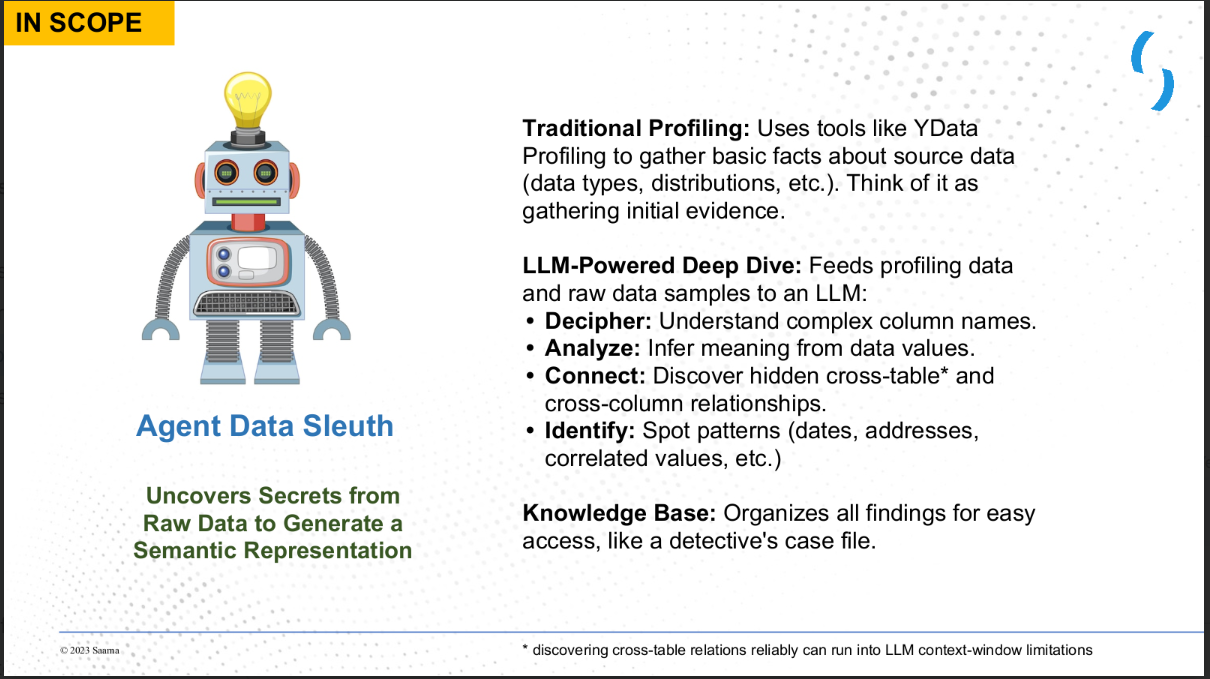 IN SCOPE
Traditional Profiling: Uses tools like YData
Profiling to gather basic facts about source data
(data types, distributions, etc.). Think of it as
gathering initial evidence.
LLM-Powered Deep Dive: Feeds profiling data
and raw data samples to an LLM:
• Decipher: Understand complex column names.
• Analyze: Infer meaning from data values.
• Connect: Discover hidden cross-table* and
cross-column relationships.
• Identify: Spot patterns (dates, addresses,
correlated values, etc.)
Knowledge Base: Organizes all findings for easy
access, like a detective's case file.
Agent Data Sleuth
Uncovers Secrets from
Raw Data to Generate a
Semantic Representation
© 2023 Saama
* discovering cross-table relations reliably can run into LLM context-window limitations